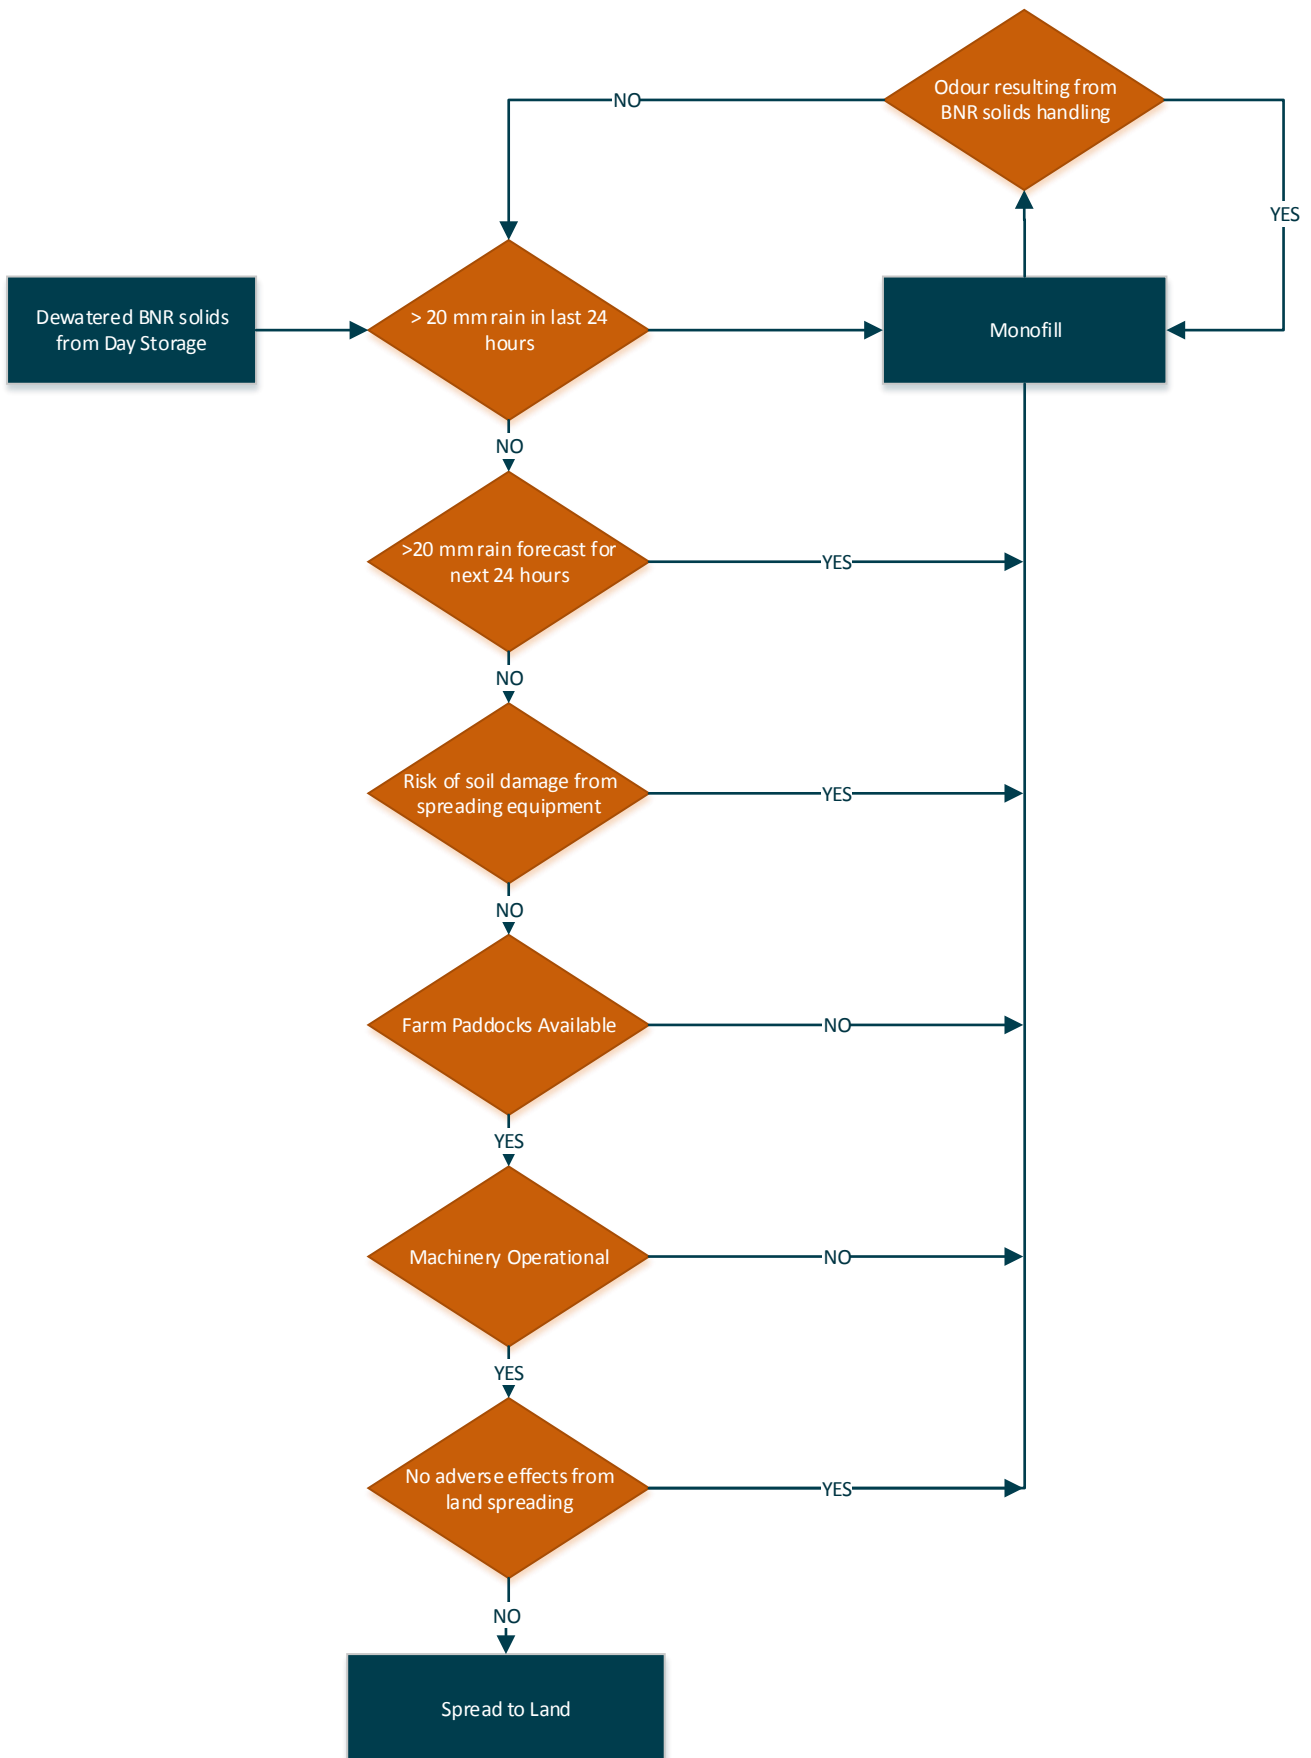 Odour resulting from
BNR solids handling
NO
YES
Dewatered BNR solids
from Day Storage
> 20 mm rain in last 24
hours
Monofill
NO
>20 mm rain forecast for
next 24 hours
YES
NO
Risk of soil damage from
spreading equipment
YES
NO
Farm Paddocks Available
NO
YES
Machinery Operational
NO
YES
No adverse effects from
land spreading
YES
NO
Spread to Land